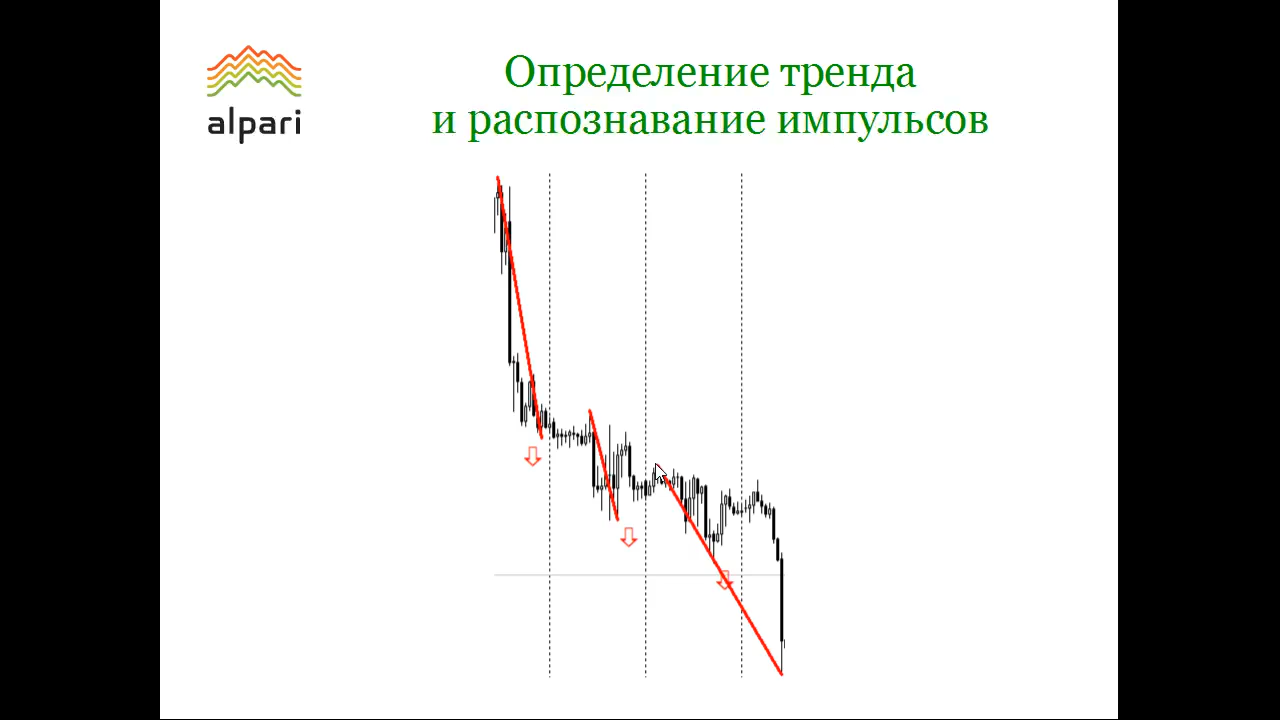 alpari
Определение тренда
и распознавание импульсов